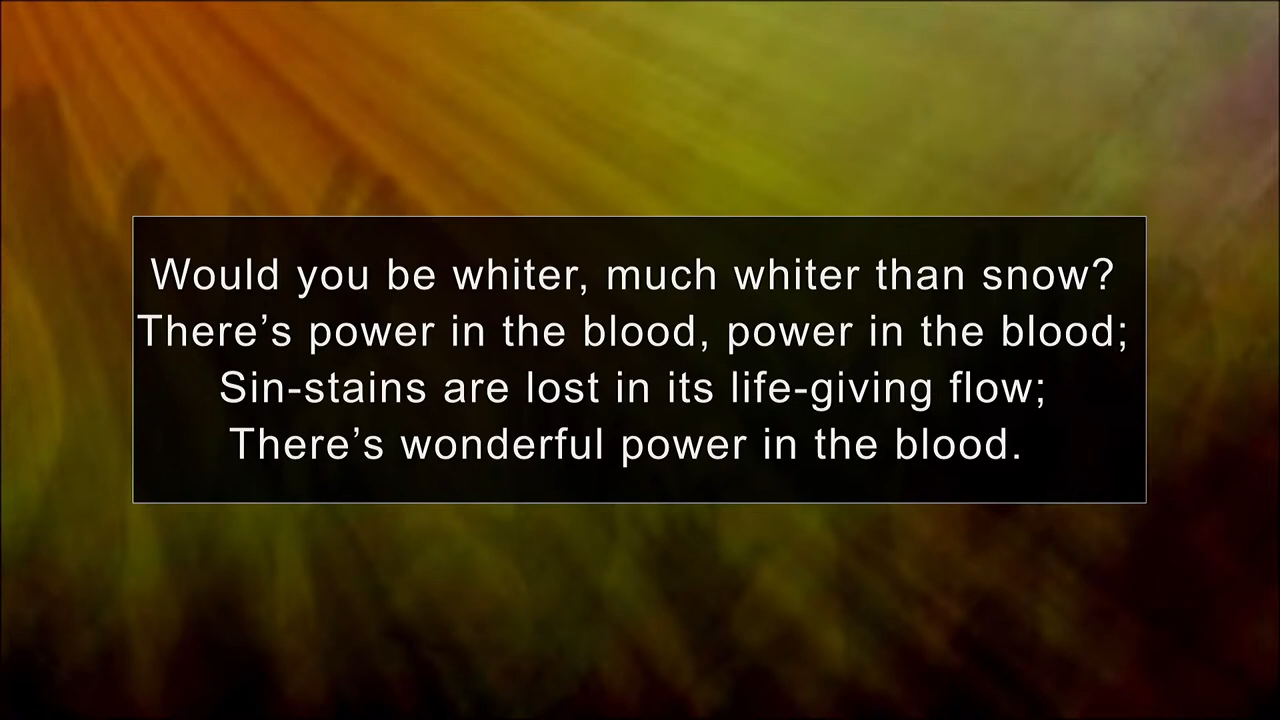 Would you be whiter, much whiter than snow?
There’s power in the blood, power in the blood;
Sin-stains are lost in its life-giving flow;
There’s wonderful power in the blood.